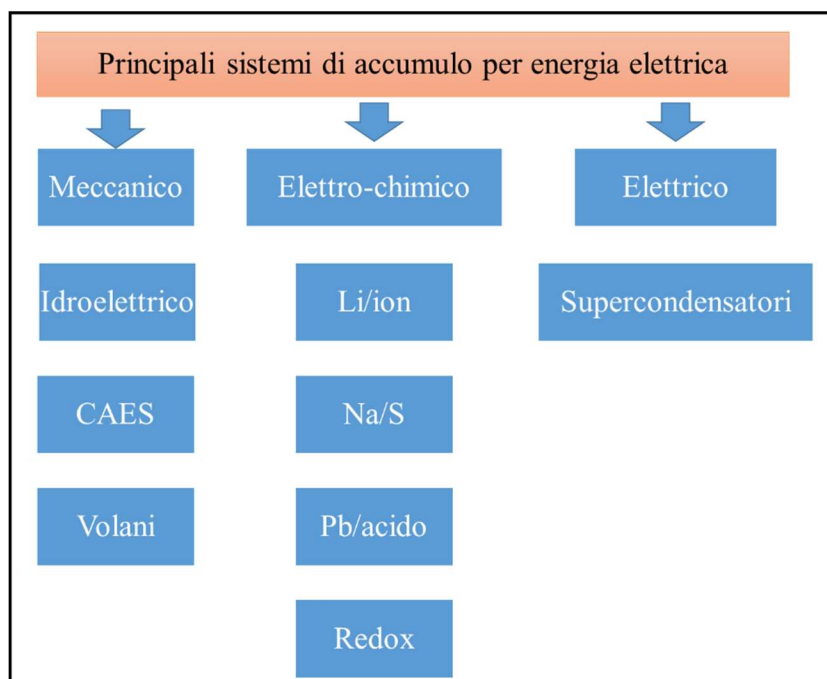 Principali sistemi di accumulo per energia elettrica
Meccanico
Elettro-chimico
Elettrico
Idroelettrico
Li/ion
Supercondensatori
CAES
Na/S
Volani
Pb/acido
Redox